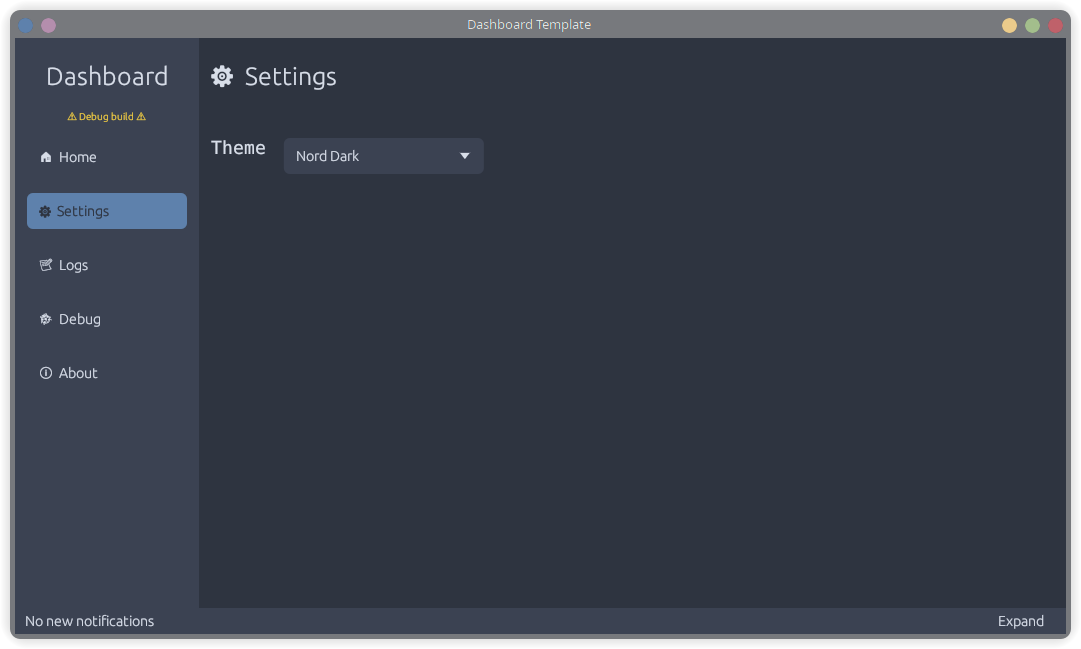 Dashboard Template
Dashboard
⚠ Debug build ⚠
Home
Settings
Logs
Debug
About
Settings
Theme
Nord Dark
No new notifications
Expand